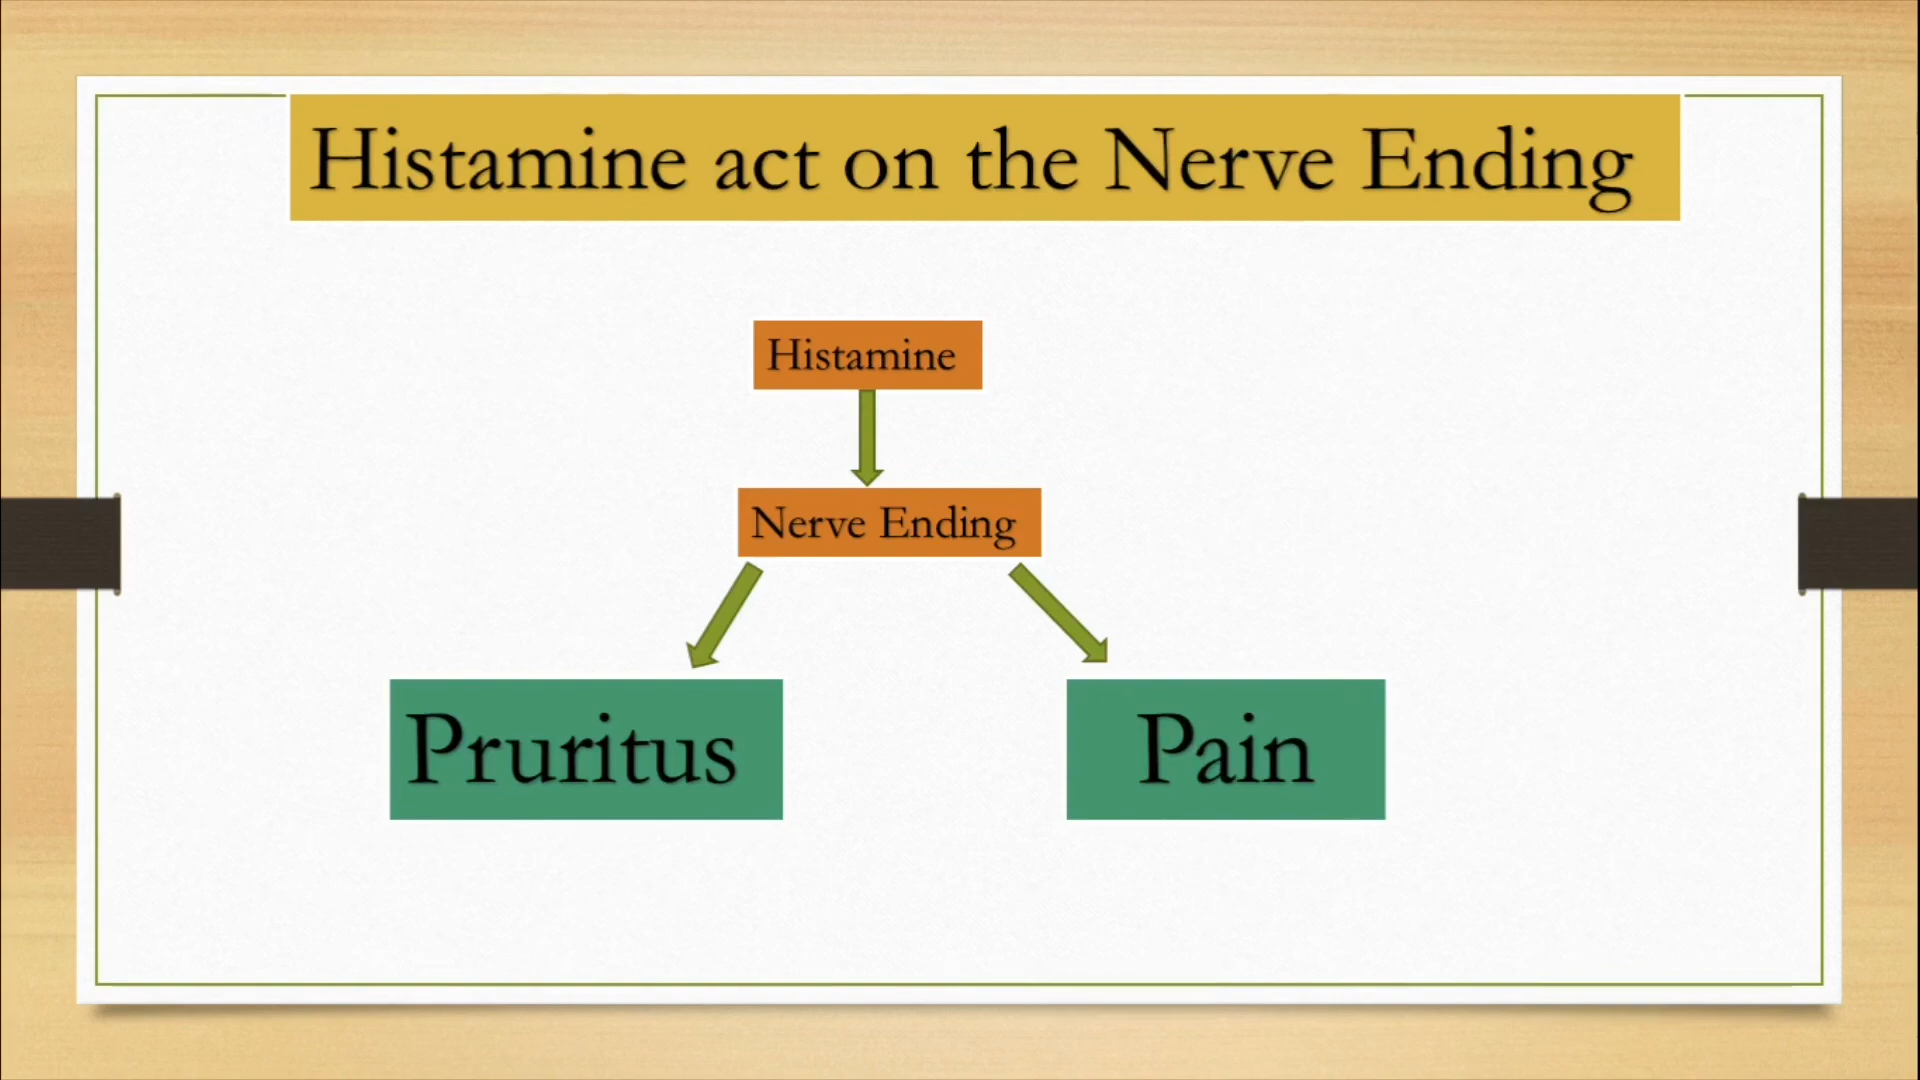 Histamine act on the Nerve Ending
Histamine
Nerve Ending
Pruritus
Pain